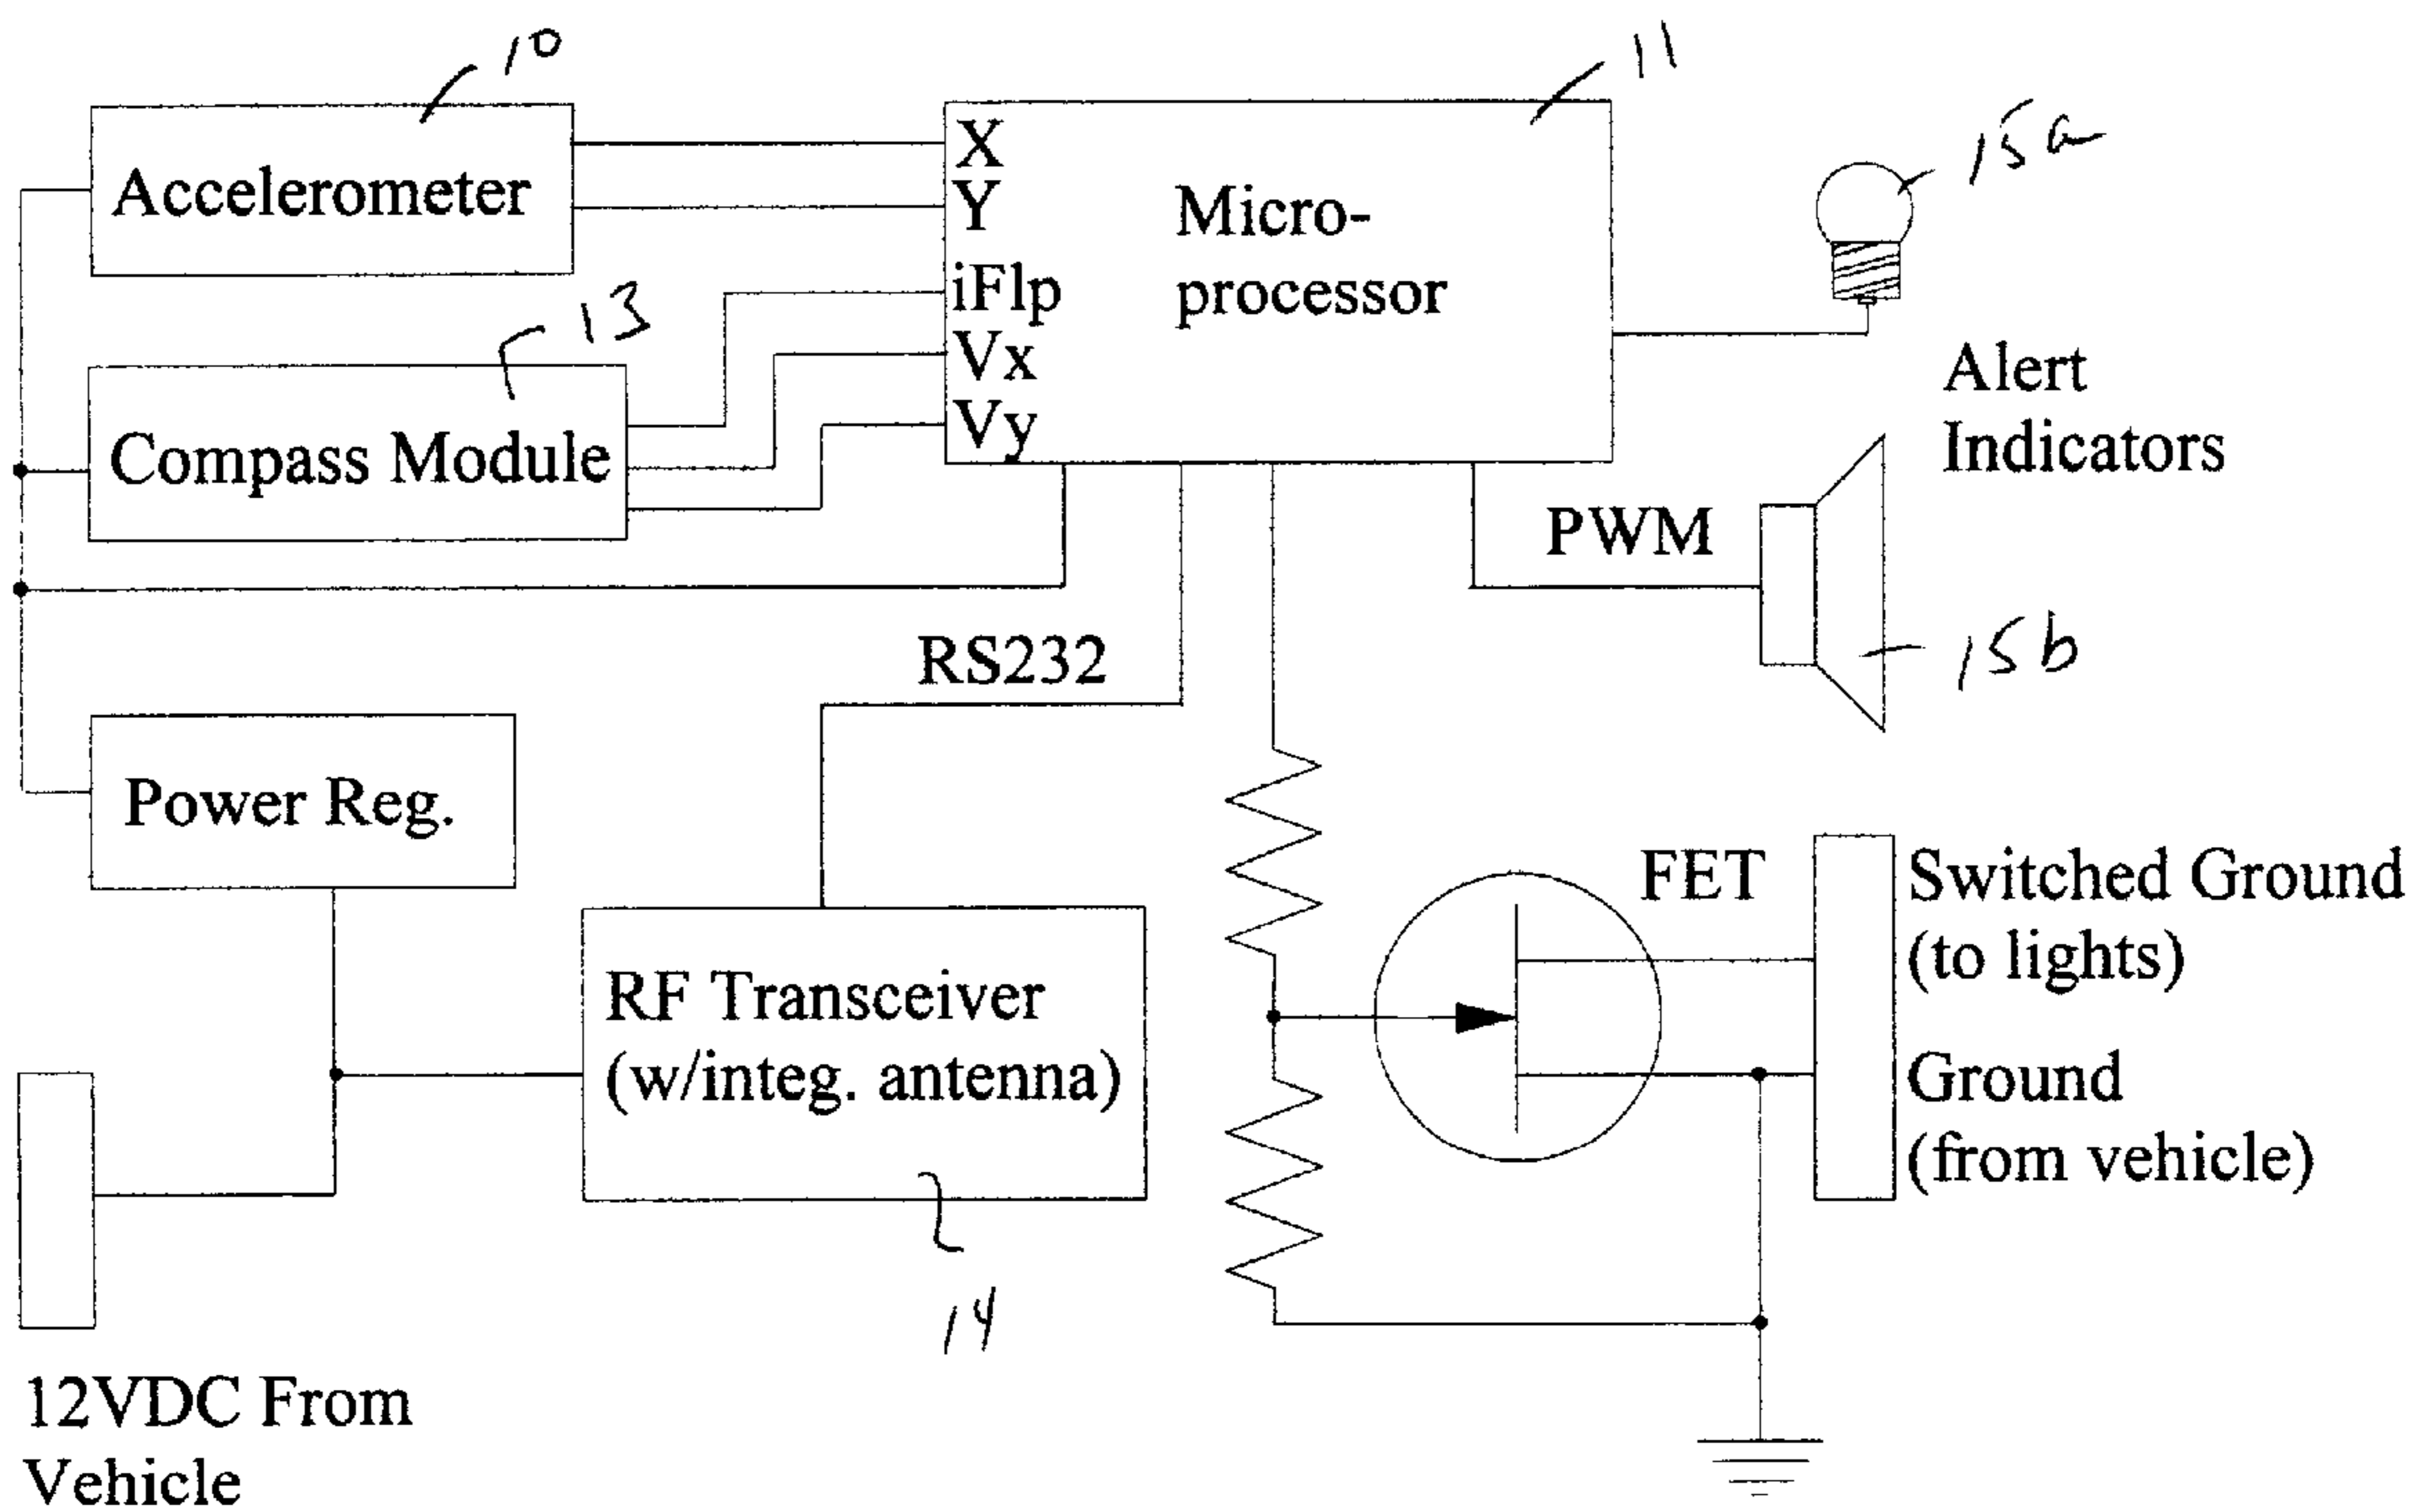 10
11
15a
Accelerometer
X
Y
Micro-
processor
iFlp
13
Vx
Vy
Compass Module
Alert
Indicators
PWM
RS232
15b
Power Reg.
FET
Switched Ground
(to lights)
RF Transceiver
(w/integ. antenna)
Ground
(from vehicle)
14
12VDC From
Vehicle